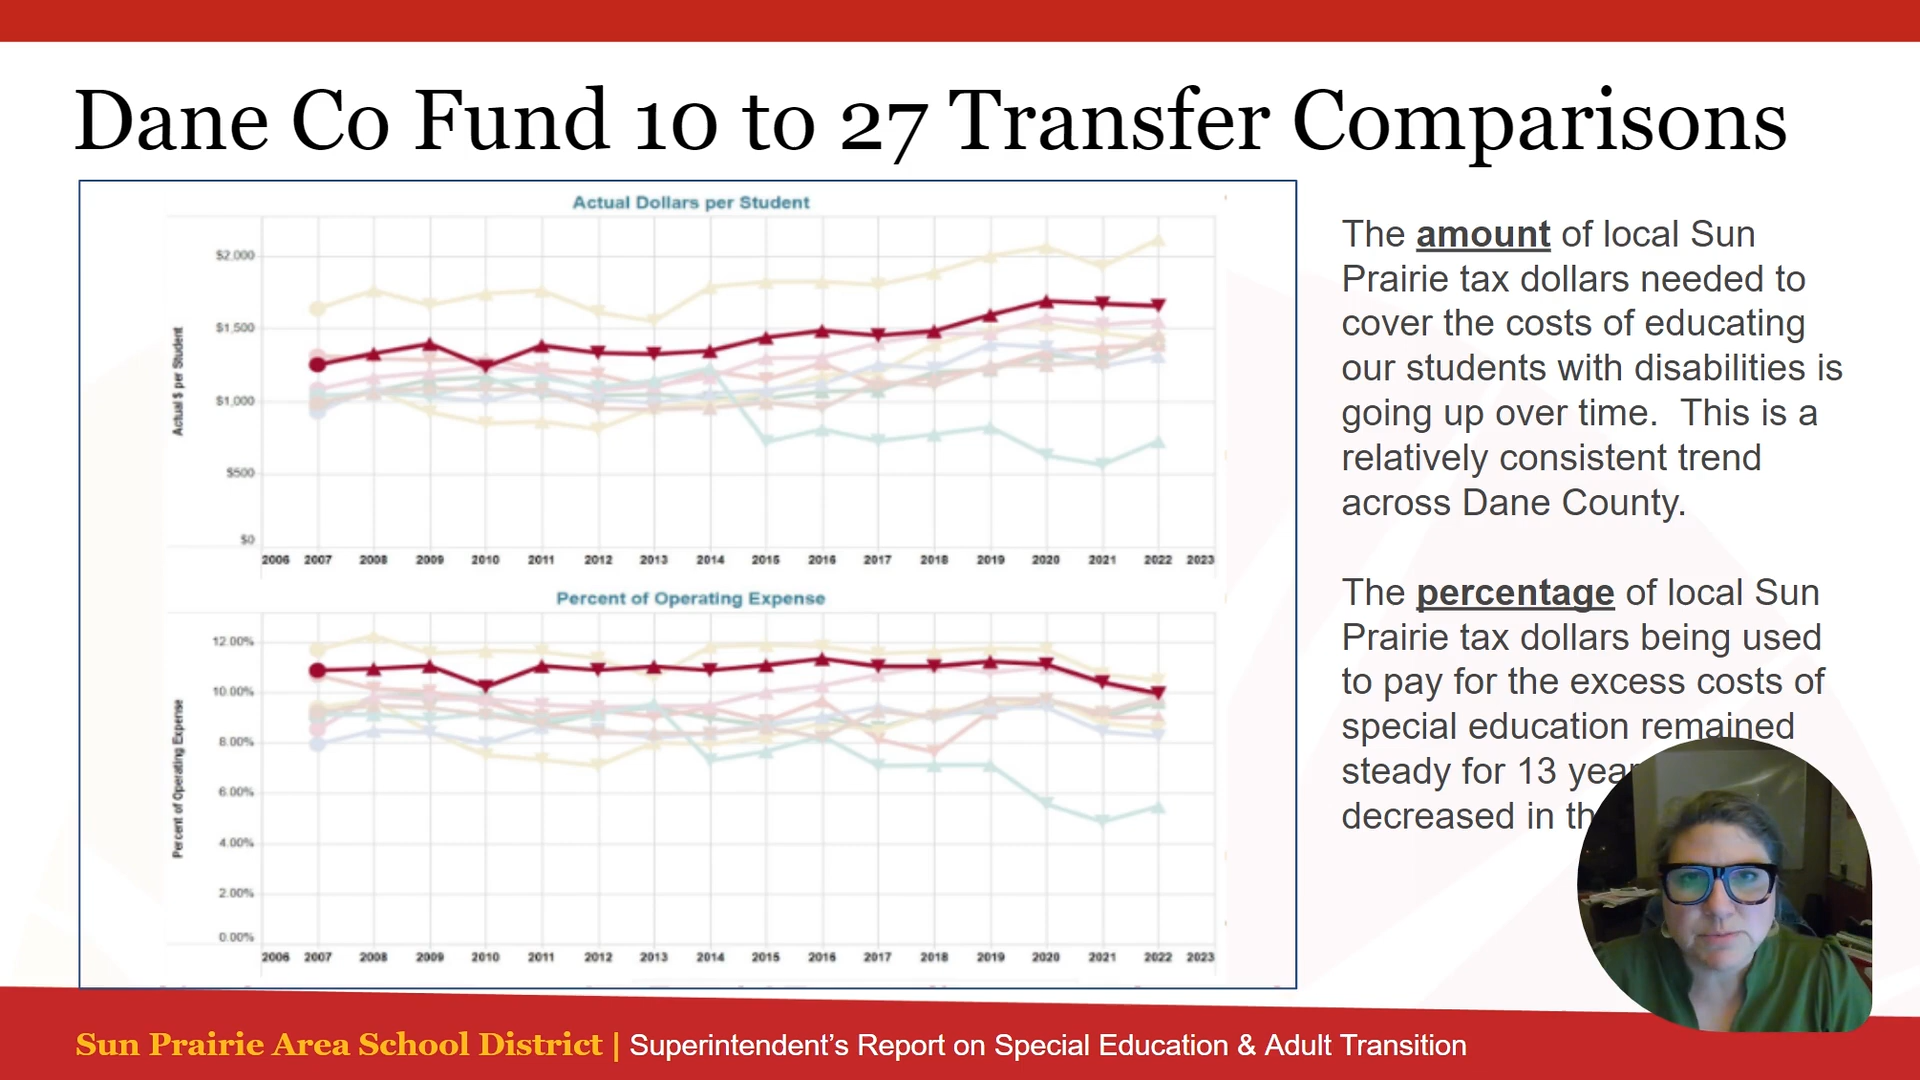 Dane Co Fund 10 to 27 Transfer Comparisons
Actual Dollars per Student
Actual $ per Student
$2,000
$1,500
$1,000
$500
$0
2006 2007 2008 2009 2010 2011 2012 2013 2014 2015 2016 2017 2018 2019 2020 2021 2022 2023
Percent of Operating Expense
Percent of Operating Expense
12.00%
10.00%
8.00%
6.00%
4.00%
2.00%
0.00%
2006 2007 2008 2009 2010 2011 2012 2013 2014 2015 2016 2017 2018 2019 2020 2021 2022 2023
The amount of local Sun
Prairie tax dollars needed to
cover the costs of educating
our students with disabilities is
going up over time. This is a
relatively consistent trend
across Dane County.
The percentage of local Sun
Prairie tax dollars being used
to pay for the excess costs of
special education remained
steady for 13
decreased in
Sun Prairie Area School District | Superintendent’s Report on Special Education & Adult Transition